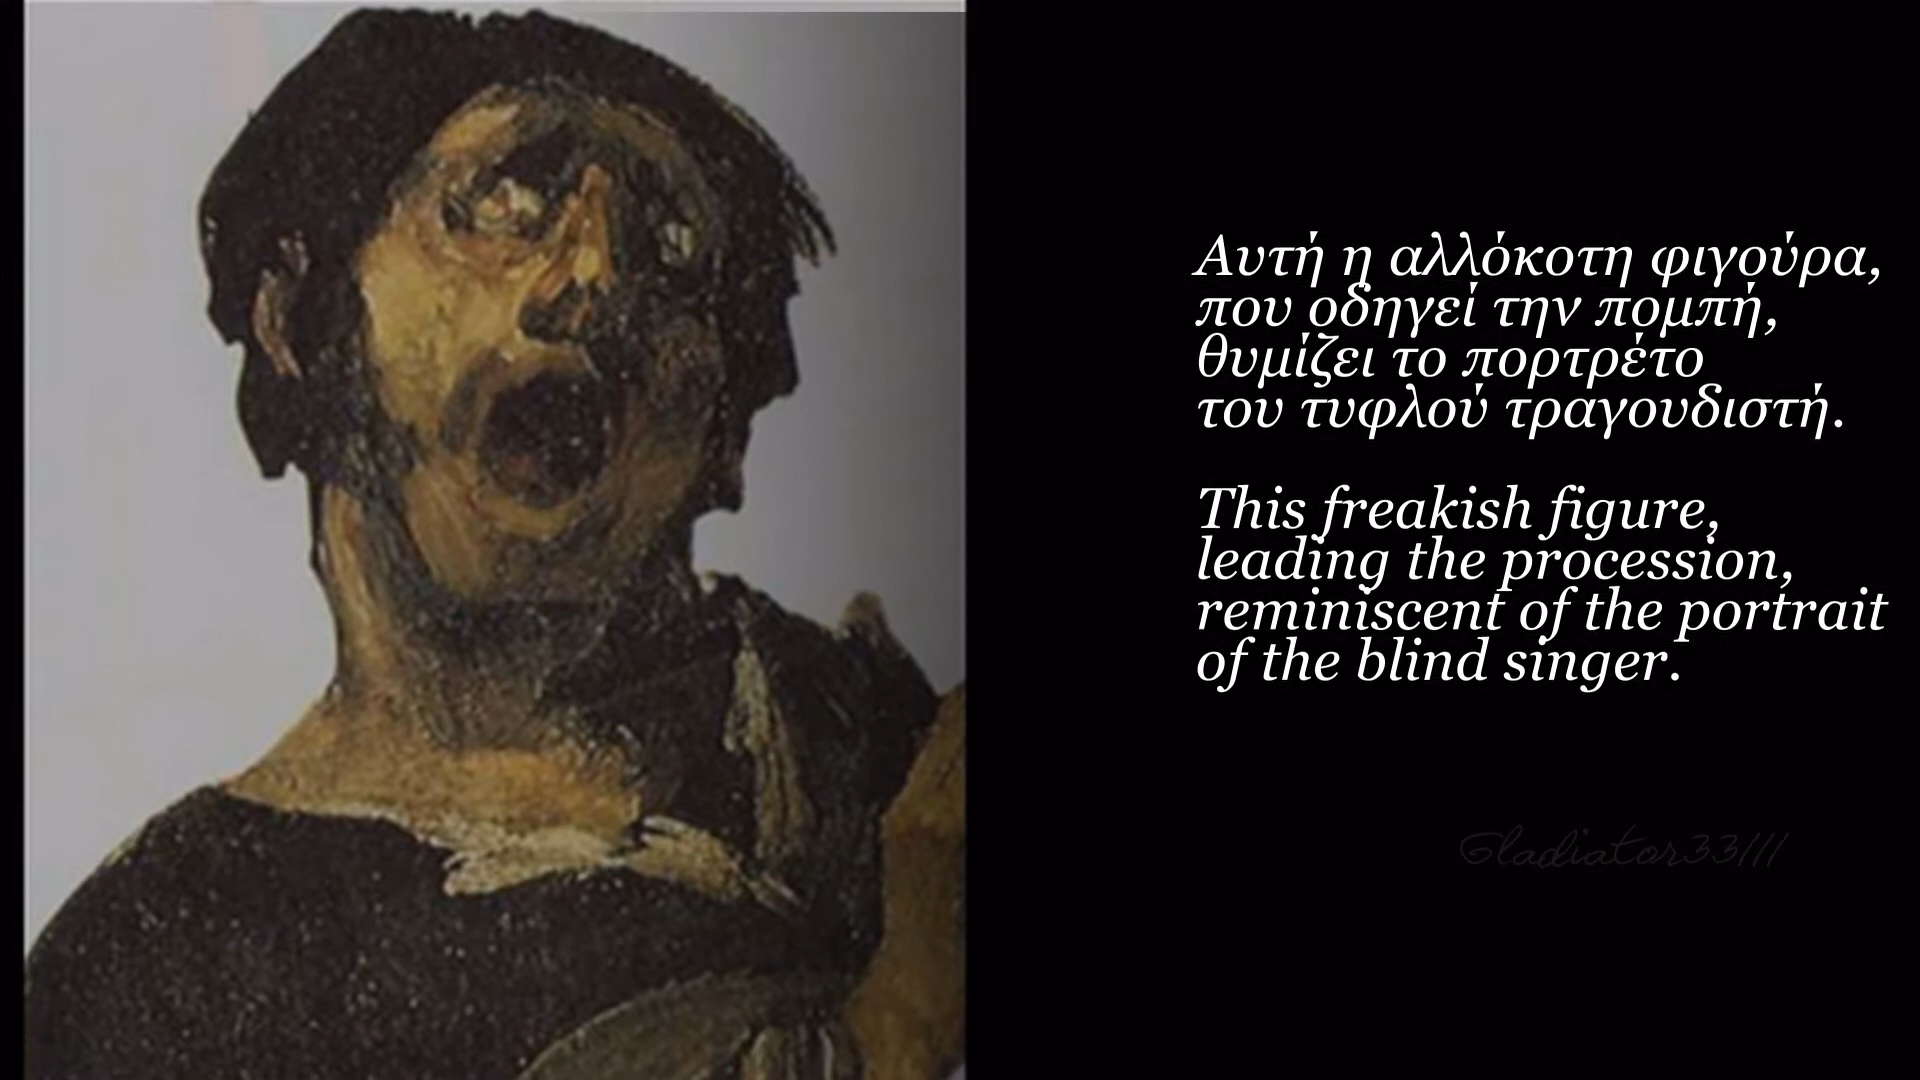 Αυτή η αλλόκοτη φιγούρα,
που οδηγεί την πομπή,
θυμίζει το πορτρέτο
του τυφλού τραγουδιστή.
This freakish figure,
leading the procession,
reminiscent of the portrait
of the blind singer.
Gladiator33111